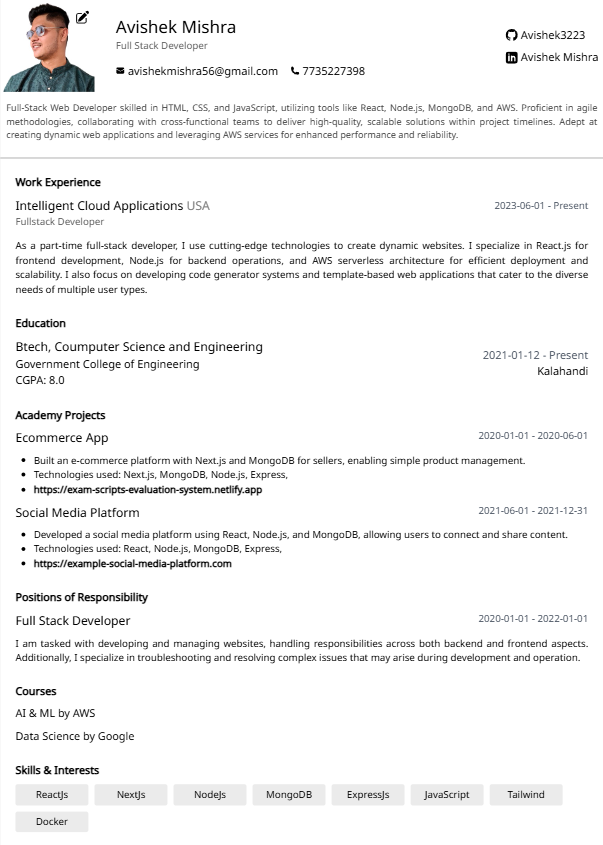 Avishek Mishra
Full Stack Developer
avishekmishra56@gmail.com 7735227398
Avishek3223
Avishek Mishra
Full-Stack Web Developer skilled in HTML, CSS, and JavaScript, utilizing tools like React, Node.js, MongoDB, and AWS. Proficient in agile
methodologies, collaborating with cross-functional teams to deliver high-quality, scalable solutions within project timelines. Adept at
creating dynamic web applications and leveraging AWS services for enhanced performance and reliability.
Work Experience
Intelligent Cloud Applications USA 2023-06-01 - Present
Fullstack Developer
As a part-time full-stack developer, I use cutting-edge technologies to create dynamic websites. I specialize in React.js for
frontend development, Node.js for backend operations, and AWS serverless architecture for efficient deployment and
scalability. I also focus on developing code generator systems and template-based web applications that cater to the diverse
needs of multiple user types.
Education
Btech, Coumputer Science and Engineering
Government College of Engineering
CGPA: 8.0
2021-01-12 - Present
Kalahandi
Academy Projects
Ecommerce App 2020-01-01 - 2020-06-01
• Built an e-commerce platform with Next.js and MongoDB for sellers, enabling simple product management.
• Technologies used: Next.js, MongoDB, Node.js, Express,
• https://exam-scripts-evaluation-system.netlify.app
Social Media Platform 2021-06-01 - 2021-12-31
• Developed a social media platform using React, Node.js, and MongoDB, allowing users to connect and share content.
• Technologies used: React, Node.js, MongoDB, Express,
• https://example-social-media-platform.com
Positions of Responsibility
Full Stack Developer 2020-01-01 - 2022-01-01
I am tasked with developing and managing websites, handling responsibilities across both backend and frontend aspects.
Additionally, I specialize in troubleshooting and resolving complex issues that may arise during development and operation.
Courses
AI & ML by AWS
Data Science by Google
Skills & Interests
ReactJs NextJs NodeJs MongoDB ExpressJs JavaScript Tailwind
Docker